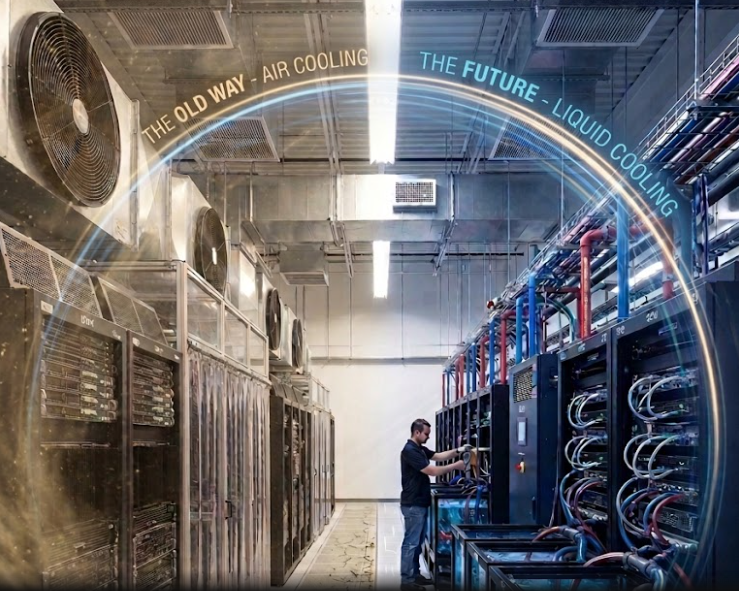 THE OLD WAY - AIR COOLING
THE FUTURE - LIQUID COOLING